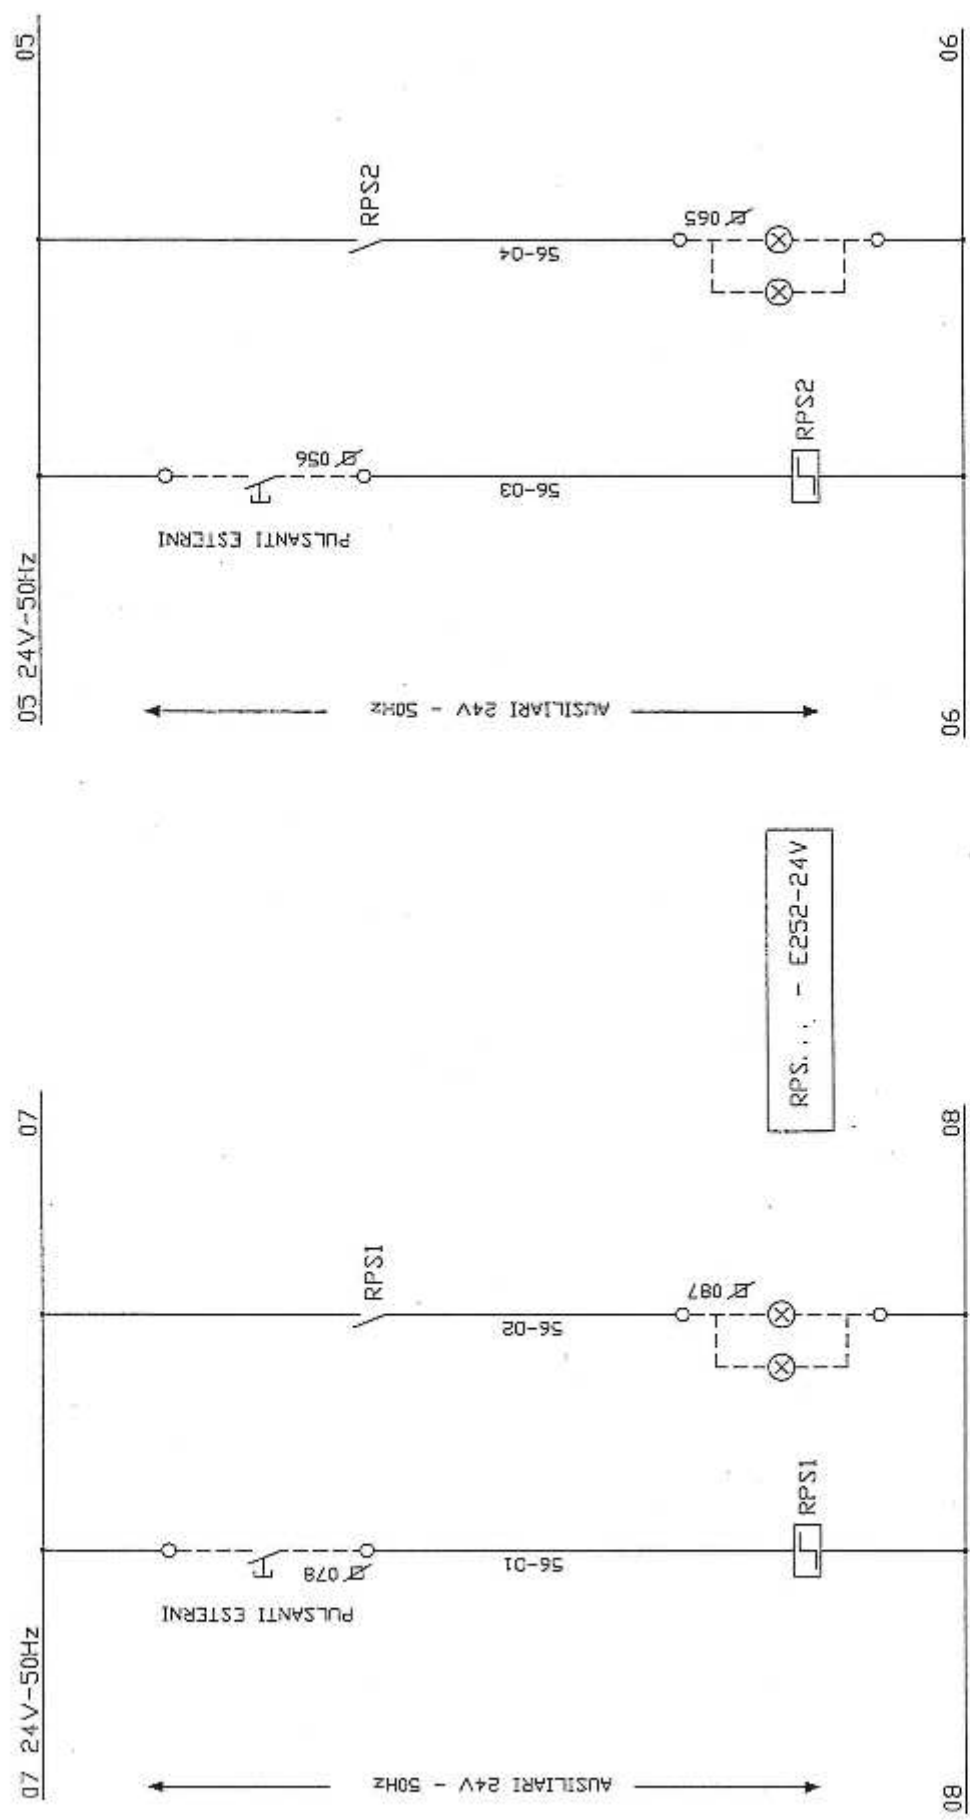 05 24V-50Hz
05
RPS2
56-04
065
PULSANTI ESTERNI
056
56-03
RPS2
AUSILIARI 24V - 50Hz
06
06
07 24V-50Hz
07
RPS1
56-02
087
PULSANTI ESTERNI
078
56-01
RPS1
AUSILIARI 24V - 50Hz
08
08
RPS... - E252-24V